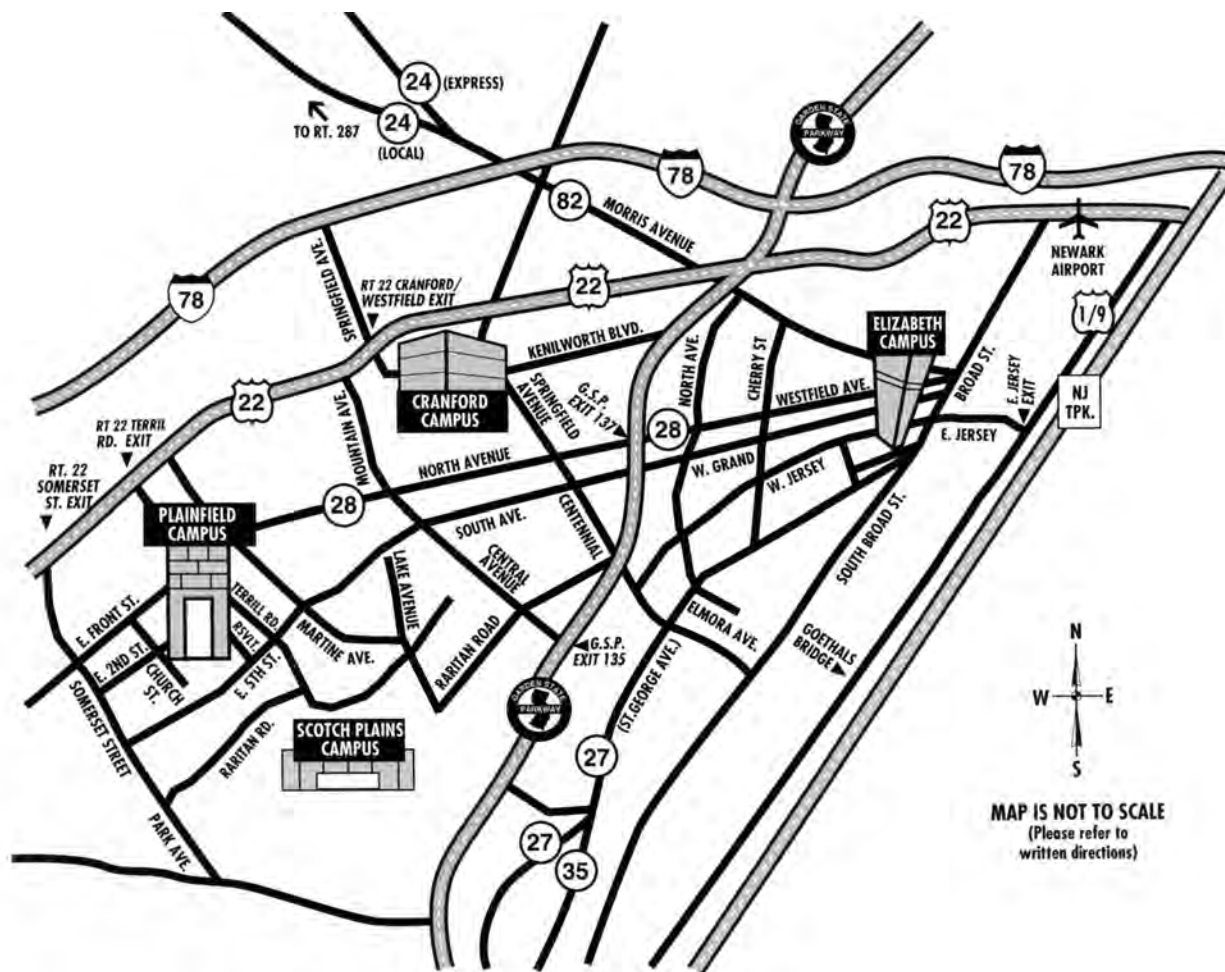 24
(EXPRESS)
TO RT. 287
24
(LOCAL)
GARDEN STATE
PARKWAY
78
78
82
MORRIS AVENUE
22
NEWARK
AIRPORT
SPRINGFIELD AVE.
RT 22 CRANFORD/
WESTFIELD EXIT
22
78
1/9
ELIZABETH
CAMPUS
KENILWORTH BLVD.
NORTH AVE.
CHERRY ST
BROAD ST.
E. JERSEY
EXIT
NJ
TPK.
CRANFORD
CAMPUS
SPRINGFIELD
AVENUE
G.S.P.
EXIT 137
WESTFIELD AVE.
28
22
RT 22 TERRIL
RD. EXIT
MOUNTAIN AVE.
E. JERSEY
NORTH AVENUE
W. GRAND
W. JERSEY
RT. 22
SOMERSET
ST. EXIT
28
PLAINFIELD
CAMPUS
SOUTH AVE.
CENTENNIAL
SOUTH BROAD ST.
LAKE AVENUE
CENTRAL
AVENUE
E. FRONT ST.
TERRILL RD.
RSVLT.
MARTINE AVE.
RARITAN ROAD
ELMORA AVE.
G.S.P.
EXIT 135
GOETHALS
BRIDGE
E. 2ND ST.
CHURCH
ST.
E. 5TH ST.
SOMERSET STREET
RARITAN RD.
SCOTCH PLAINS
CAMPUS
GARDEN STATE
PARKWAY
(ST.GEORGE AVE.)
27
N
W
E
S
PARK AVE.
27
35
MAP IS NOT TO SCALE
(Please refer to
written directions)